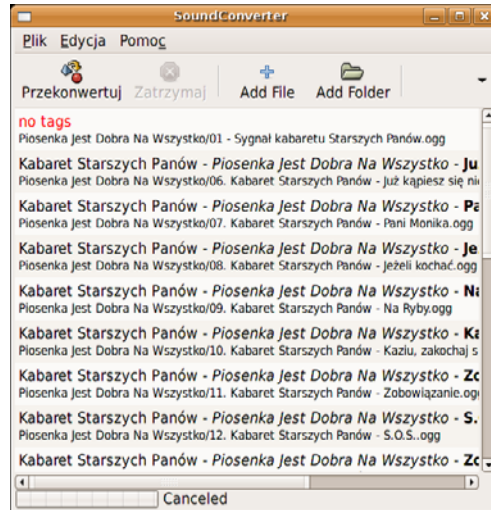 SoundConverter
Plik Edycja Pomoc
Przekonwertuj Zatrzymaj Add File Add Folder
no tags
Piosenka Jest Dobra Na Wszystko/01 - Sygnał kabaretu Starszych Panów.ogg
Kabaret Starszych Panów - Piosenka Jest Dobra Na Wszystko - Ju
Piosenka Jest Dobra Na Wszystko/06. Kabaret Starszych Panów - Już kąpiesz się ni
Kabaret Starszych Panów - Piosenka Jest Dobra Na Wszystko - Pa
Piosenka Jest Dobra Na Wszystko/07. Kabaret Starszych Panów - Pani Monika.ogg
Kabaret Starszych Panów - Piosenka Jest Dobra Na Wszystko - Je
Piosenka Jest Dobra Na Wszystko/08. Kabaret Starszych Panów - Jeżeli kochać.ogg
Kabaret Starszych Panów - Piosenka Jest Dobra Na Wszystko - Na
Piosenka Jest Dobra Na Wszystko/09. Kabaret Starszych Panów - Na Ryby.ogg
Kabaret Starszych Panów - Piosenka Jest Dobra Na Wszystko - Ka
Piosenka Jest Dobra Na Wszystko/10. Kabaret Starszych Panów - Kaziu, zakochaj s
Kabaret Starszych Panów - Piosenka Jest Dobra Na Wszystko - Zo
Piosenka Jest Dobra Na Wszystko/11. Kabaret Starszych Panów - Zobowiązanie.og
Kabaret Starszych Panów - Piosenka Jest Dobra Na Wszystko - S.
Piosenka Jest Dobra Na Wszystko/12. Kabaret Starszych Panów - S.O.S..ogg
Kabaret Starszych Panów - Piosenka Jest Dobra Na Wszystko - Zo
Canceled